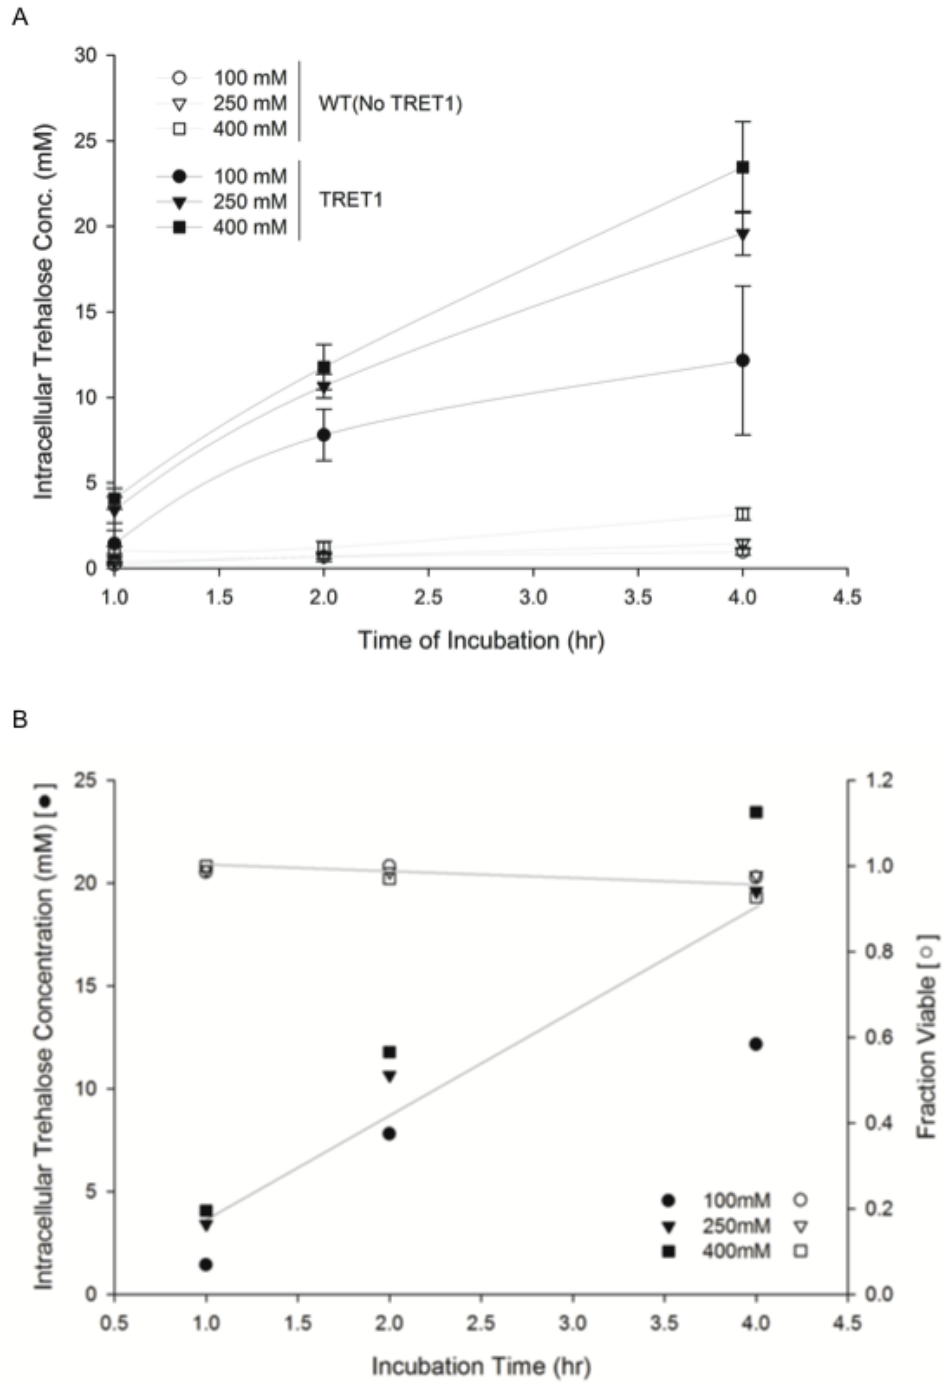 A
Intracellular Trehalose Conc. (mM)
30
25
20
15
10
5
0
100 mM
250 mM
400 mM
WT(No TRET1)
100 mM
250 mM
400 mM
TRET1
1.0 1.5 2.0 2.5 3.0 3.5 4.0 4.5
Time of Incubation (hr)
B
Intracellular Trehalose Concentration (mM) [●]
25
20
15
10
5
0
1.2
1.0
0.8
0.6
0.4
0.2
0.0
Fraction Viable [○]
100mM
250mM
400mM
0.5 1.0 1.5 2.0 2.5 3.0 3.5 4.0 4.5
Incubation Time (hr)